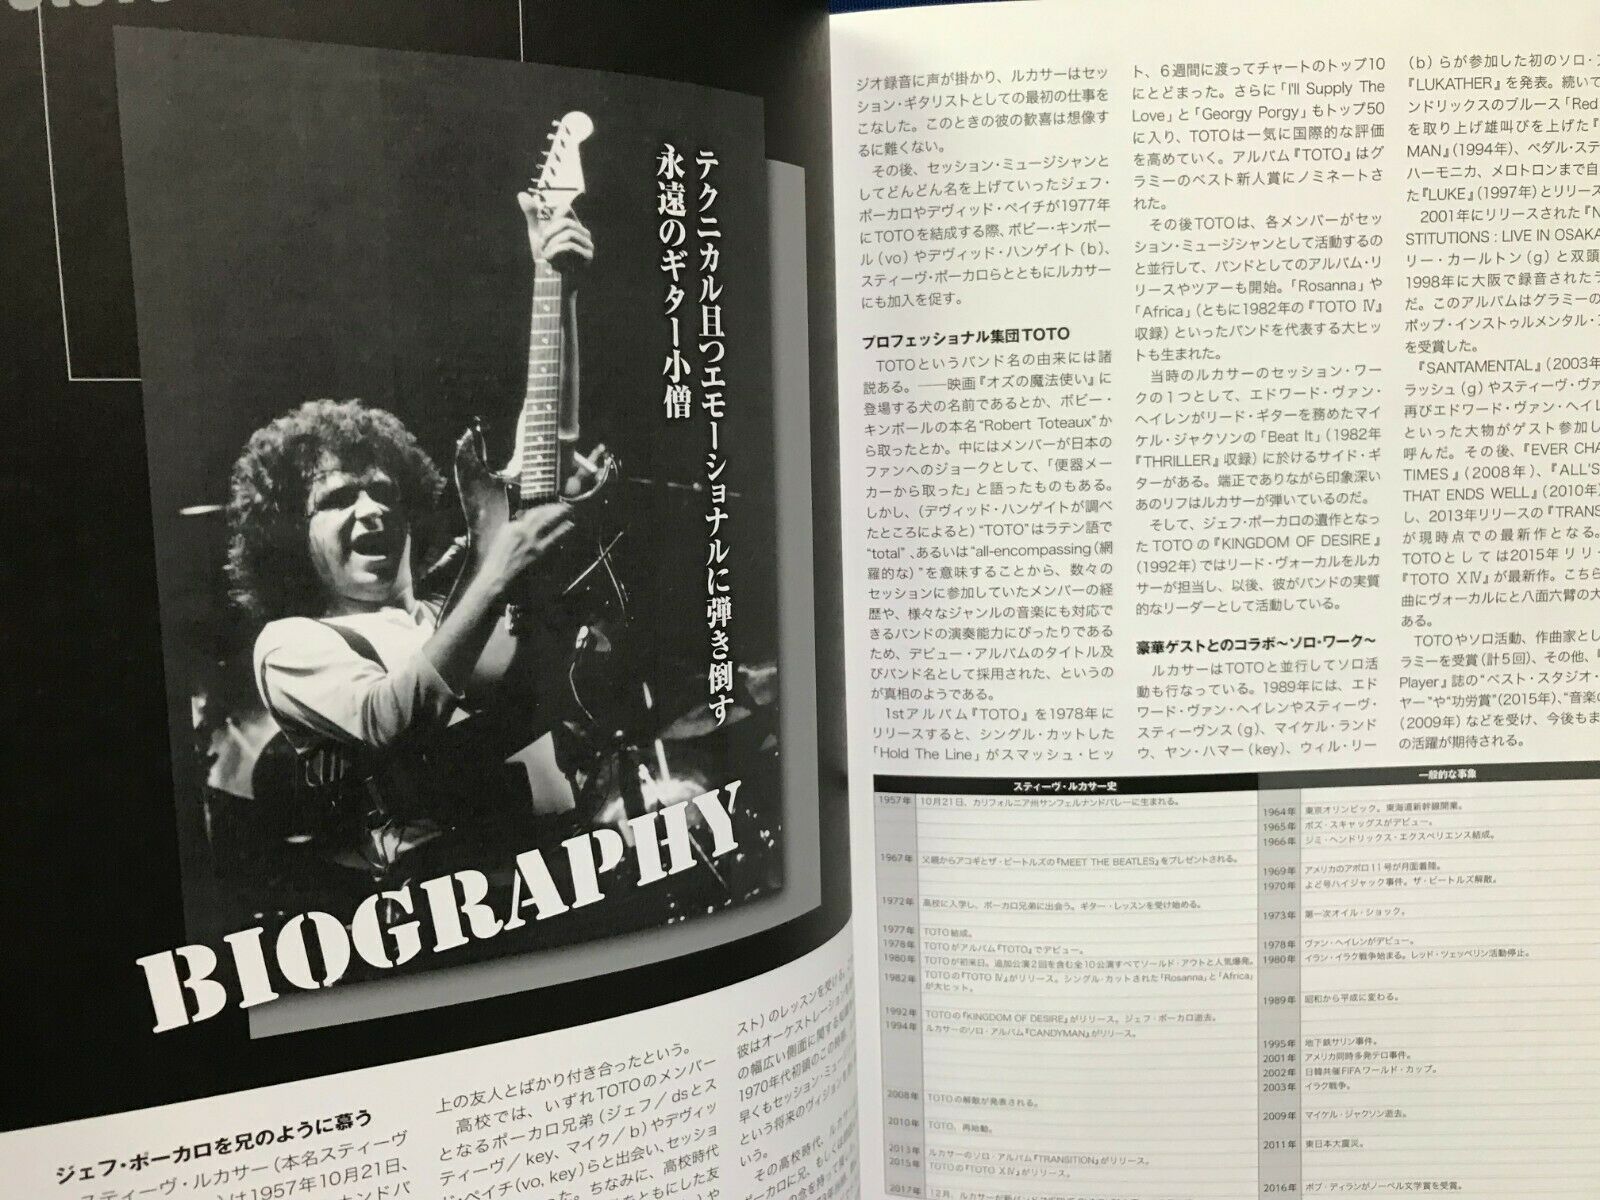 テクニカル且つエモーショナルに弾き倒す
永遠のギター小僧
BIOGRAPHY
ジェフ・ポーカロを兄のように慕う
スティーヴ・ルカサー(本名スティーヴ
は1957年10月21日、
上の友人とばかり付き合ったという。
高校では、いずれTOTOのメンバー
となるポーカロ兄弟(ジェフ/dsとス
ティーヴ/key、マイク/b)やデヴィッ
ド・ペイチ(vo、key)らと出会い、セッショ
た。ちなみに、高校時代
をともにした友
スト)のレッスンを受ける。
彼はオーケストレーション
の幅広い側面に関する知識
1970年代初頭のこの時期、
早くもセッション・ミュージ
という将来のヴィジョンを
いう。
その高校時代、ルカサー
ポーカロに兄、もしくは
ジオ録音に声が掛かり、ルカサーはセッ
ション・ギタリストとしての最初の仕事を
こなした。このときの彼の歓喜は想像す
るに難くない。
その後、セッション・ミュージシャンと
してどんどん名を上げていったジェフ・
ポーカロやデヴィッド・ペイチが1977年
にTOTOを結成する際、ボビー・キンボー
ル(vo)やデヴィッド・ハンゲイト(b)、
スティーヴ・ポーカロらとともにルカサー
にも加入を促す。
プロフェッショナル集団TOTO
TOTOというバンド名の由来には諸
説ある。――映画『オズの魔法使い』に
登場する犬の名前であるとか、ボビー・
キンボールの本名“Robert Toteaux”か
ら取ったとか。中にはメンバーが日本の
ファンへのジョークとして、「便器メー
カーから取った」と語ったものもある。
しかし、(デヴィッド・ハンゲイトが調べ
たところによると)“TOTO”はラテン語で
“total”、あるいは“all-encompassing(網
羅的な)”を意味することから、数々の
セッションに参加していたメンバーの経
歴や、様々なジャンルの音楽にも対応で
きるバンドの演奏能力にぴったりである
ため、デビュー・アルバムのタイトル及
びバンド名として採用された、というの
が真相のようである。
1stアルバム『TOTO』を1978年に
リリースすると、シングル・カットした
「Hold The Line」がスマッシュ・ヒッ
ト、6週間に渡ってチャートのトップ10
にとどまった。さらに「I'll Supply The
Love」と「Georgy Porgy」もトップ50
に入り、TOTOは一気に国際的な評価
を高めていく。アルバム『TOTO』はグ
ラミーのベスト新人賞にノミネートさ
れた。
その後TOTOは、各メンバーがセッ
ション・ミュージシャンとして活動するの
と並行して、バンドとしてのアルバム・リ
リースやツアーも開始。「Rosanna」や
「Africa」(ともに1982年の『TOTO Ⅳ』
収録)といったバンドを代表する大ヒッ
トも生まれた。
当時のルカサーのセッション・ワー
クの1つとして、エドワード・ヴァン・
ヘイレンがリード・ギターを務めたマイ
ケル・ジャクソンの「Beat It」(1982年
『THRILLER』収録)に於けるサイド・ギ
ターがある。端正でありながら印象深い
あのリフはルカサーが弾いているのだ。
そして、ジェフ・ポーカロの遺作となっ
たTOTOの『KINGDOM OF DESIRE』
(1992年)ではリード・ヴォーカルをルカ
サーが担当し、以後、彼がバンドの実質
的なリーダーとして活動している。
豪華ゲストとのコラボ〜ソロ・ワーク〜
ルカサーはTOTOと並行してソロ活
動も行なっている。1989年には、エド
ワード・ヴァン・ヘイレンやスティーヴ・
スティーヴンス(g)、マイケル・ランド
ウ、ヤン・ハマー(key)、ウィル・リー
(b)らが参加した初のソロ・
『LUKATHER』を発表。続いて
ンドリックスのブルース「Red
を取り上げ雄叫びを上げた『
MAN』(1994年)、ペダル・ステ
ハーモニカ、メロトロンまで自
た『LUKE』(1997年)とリリース
2001年にリリースされた『N
STITUTIONS : LIVE IN OSAKA
リー・カールトン(g)と双頭
1998年に大阪で録音されたラ
だ。このアルバムはグラミーの
ポップ・インストゥルメンタル・
を受賞した。
『SANTAMENTAL』(2003年
ラッシュ(g)やスティーヴ・ヴァ
再びエドワード・ヴァン・ヘイレ
といった大物がゲスト参加し
呼んだ。その後、『EVER CHA
TIMES』(2008年)、『ALL'S
THAT ENDS WELL』(2010年)
し、2013年リリースの『TRANS
が現時点での最新作となる。
TOTOとしては2015年リリ
『TOTO ⅩⅣ』が最新作。こちら
曲にヴォーカルにと八面六臂の大
ある。
TOTOやソロ活動、作曲家とし
ラミーを受賞(計5回)、その他、
Player』誌の“ベスト・スタジオ・
ヤー”や“功労賞”(2015年)、“音楽の
(2009年)などを受け、今後もま
の活躍が期待される。
スティーヴ・ルカサー史
1957年 10月21日、カリフォルニア州サンフェルナンドバレーに生まれる。
1967年 父親からアコギとザ・ビートルズの『MEET THE BEATLES』をプレゼントされる。
1972年 高校に入学し、ポーカロ兄弟に出会う。ギター・レッスンを受け始める。
1977年 TOTO結成。
1978年 TOTOがアルバム『TOTO』でデビュー。
1980年 TOTOが初来日。追加公演2回を含む全10公演すべてソールド・アウトと人気爆発。
1982年 TOTOの『TOTO Ⅳ』がリリース。シングル・カットされた「Rosanna」と「Africa」
が大ヒット。
1992年 TOTOの『KINGDOM OF DESIRE』がリリース。ジェフ・ポーカロ逝去。
1994年 ルカサーのソロ・アルバム『CANDYMAN』がリリース。
2008年 TOTOの解散が発表される。
2010年 TOTO、再始動。
2013年 ルカサーのソロ・アルバム『TRANSITION』がリリース。
2015年 TOTOの『TOTO ⅩⅣ』がリリース。
2017年 12月、ルカサーが
一般的な事象
1964年 東京オリンピック。東海道新幹線開業。
1965年 ボズ・スキャッグスがデビュー。
1966年 ジミ・ヘンドリックス・エクスペリエンス結成。
1969年 アメリカのアポロ11号が月面着陸。
1970年 よど号ハイジャック事件。ザ・ビートルズ解散。
1973年 第一次オイル・ショック。
1978年 ヴァン・ヘイレンがデビュー。
1980年 イラン・イラク戦争始まる。レッド・ツェッペリン活動停止。
1989年 昭和から平成に変わる。
1995年 地下鉄サリン事件。
2001年 アメリカ同時多発テロ事件。
2002年 日韓共催FIFAワールド・カップ。
2003年 イラク戦争。
2009年 マイケル・ジャクソン逝去。
2011年 東日本大震災。
2016年 ボブ・ディランがノーベル文学賞を受賞。